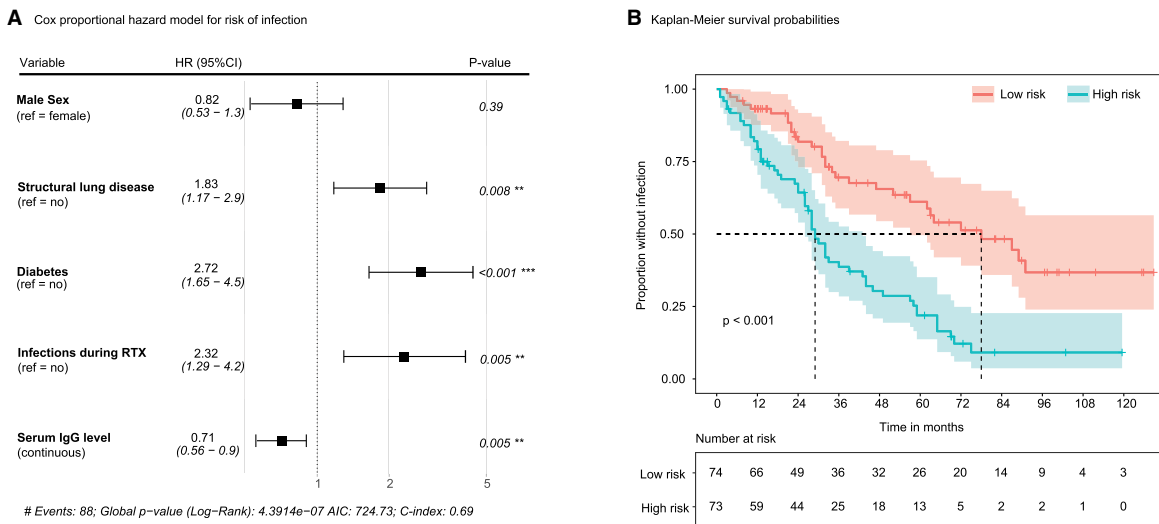 A Cox proportional hazard model for risk of infection
Variable HR (95%CI) P-value
Male Sex
(ref = female)
0.82
(0.53 − 1.3)
0.39
Structural lung disease
(ref = no)
1.83
(1.17 − 2.9)
0.008 **
Diabetes
(ref = no)
2.72
(1.65 − 4.5)
<0.001 ***
Infections during RTX
(ref = no)
2.32
(1.29 − 4.2)
0.005 **
Serum IgG level
(continuous)
0.71
(0.56 − 0.9)
0.005 **
1 2 5
# Events: 88; Global p−value (Log−Rank): 4.3914e−07 AIC: 724.73; C-index: 0.69
B Kaplan-Meier survival probabilities
Low risk High risk
Proportion without infection
1.00
0.75
0.50
0.25
0.00
p < 0.001
0 12 24 36 48 60 72 84 96 108 120
Time in months
Number at risk
Low risk 74 66 49 36 32 26 20 14 9 4 3
High risk 73 59 44 25 18 13 5 2 2 1 0